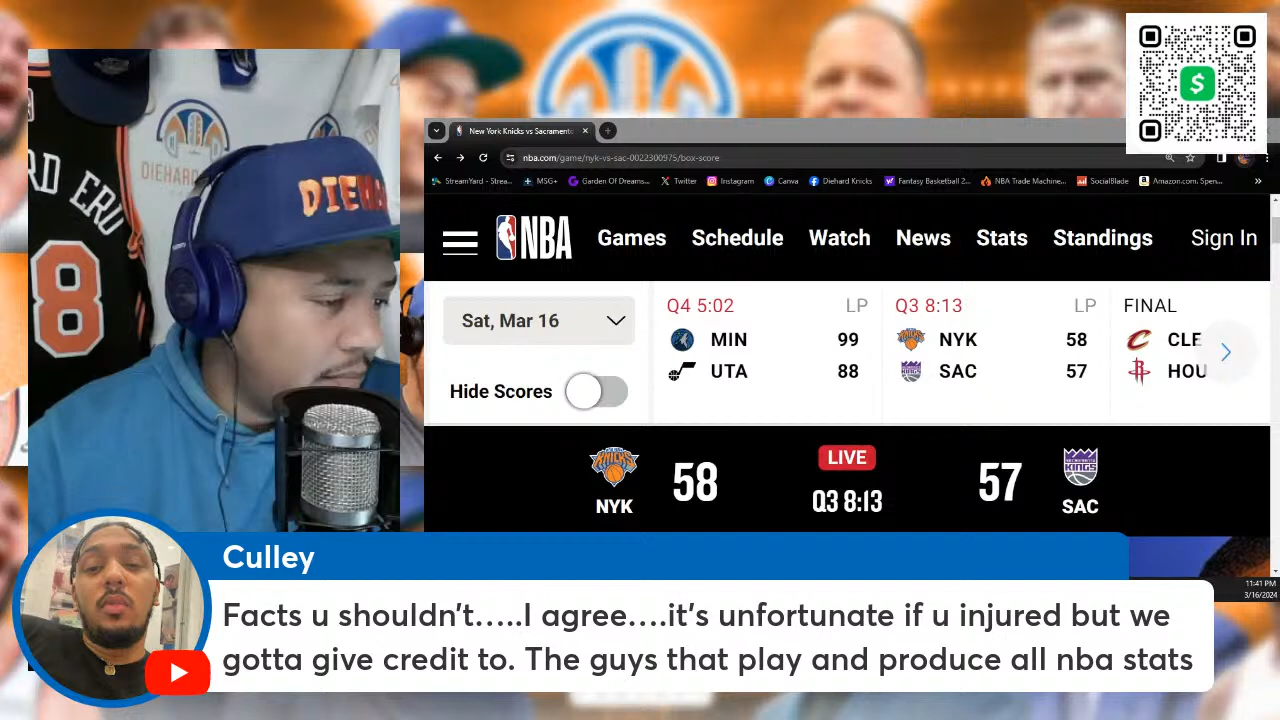 DIEHARD
DIEHARD
RD ERU
8
New York Knicks vs Sacramento
nba.com/game/nyk-vs-sac-0022300975/box-score
StreamYard - Strea...
MSG+
Garden Of Dreams...
Twitter
Instagram
Canva
Diehard Knicks
Fantasy Basketball 2...
NBA Trade Machine...
SocialBlade
Amazon.com. Spen...
NBA
Games
Schedule
Watch
News
Stats
Standings
Sign In
Sat, Mar 16
Hide Scores
Q4 5:02 LP
MIN 99
UTA 88
Q3 8:13 LP
NYK 58
SAC 57
FINAL
CLE
HOU
NYK
58
LIVE
Q3 8:13
57
SAC
11:41 PM
3/16/2024
Culley
Facts u shouldn't.....I agree....it's unfortunate if u injured but we
gotta give credit to. The guys that play and produce all nba stats